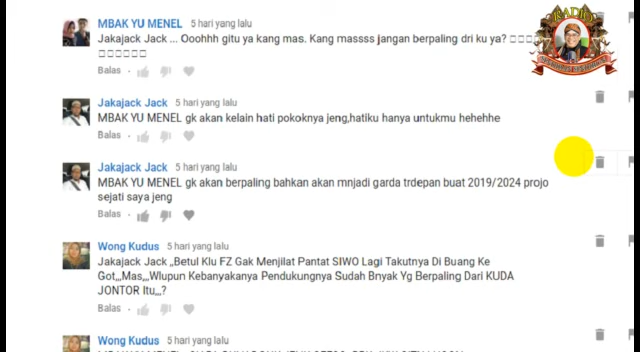 RADIO
MBAK YU MENEL 5 hari yang lalu
Jakajack Jack ... Ooohhh gitu ya kang mas. Kang massss jangan berpaling dri ku ya? □□□□
□□□□□□
Balas
Jakajack Jack 5 hari yang lalu
MBAK YU MENEL gk akan kelain hati pokoknya jeng,hatiku hanya untukmu hehehhe
Balas
Jakajack Jack 5 hari yang lalu
MBAK YU MENEL gk akan berpaling bahkan akan mnjadi garda trdepan buat 2019/2024 projo
sejati saya jeng
Balas
Wong Kudus 5 hari yang lalu
Jakajack Jack ,,Betul Klu FZ Gak Menjilat Pantat SIWO Lagi Takutnya Di Buang Ke
Got,,,Mas,,,Wlupun Kebanyakanya Pendukungnya Sudah Bnyak Yg Berpaling Dari KUDA
JONTOR Itu,,,?
Balas
Wong Kudus 5 hari yang lalu